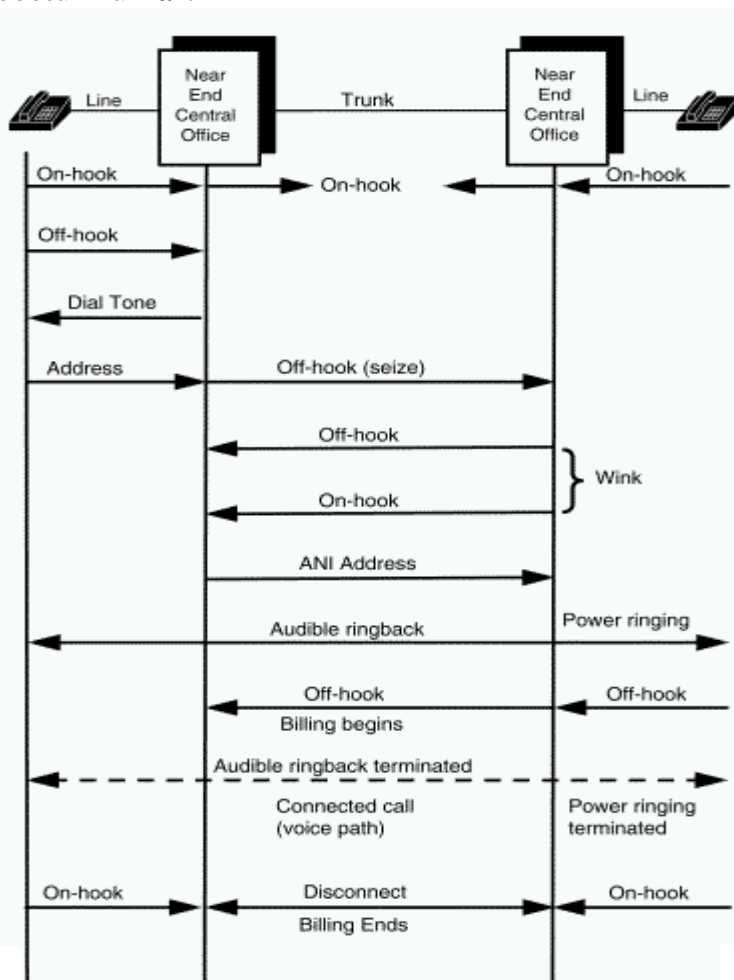 Near
End
Central
Office
Near
End
Central
Office
Line
Trunk
Line
On-hook
On-hook
On-hook
Off-hook
Dial Tone
Address
Off-hook (seize)
Off-hook
Wink
On-hook
ANI Address
Audible ringback
Power ringing
Off-hook
Off-hook
Billing begins
Audible ringback terminated
Connected call
(voice path)
Power ringing
terminated
On-hook
Disconnect
On-hook
Billing Ends